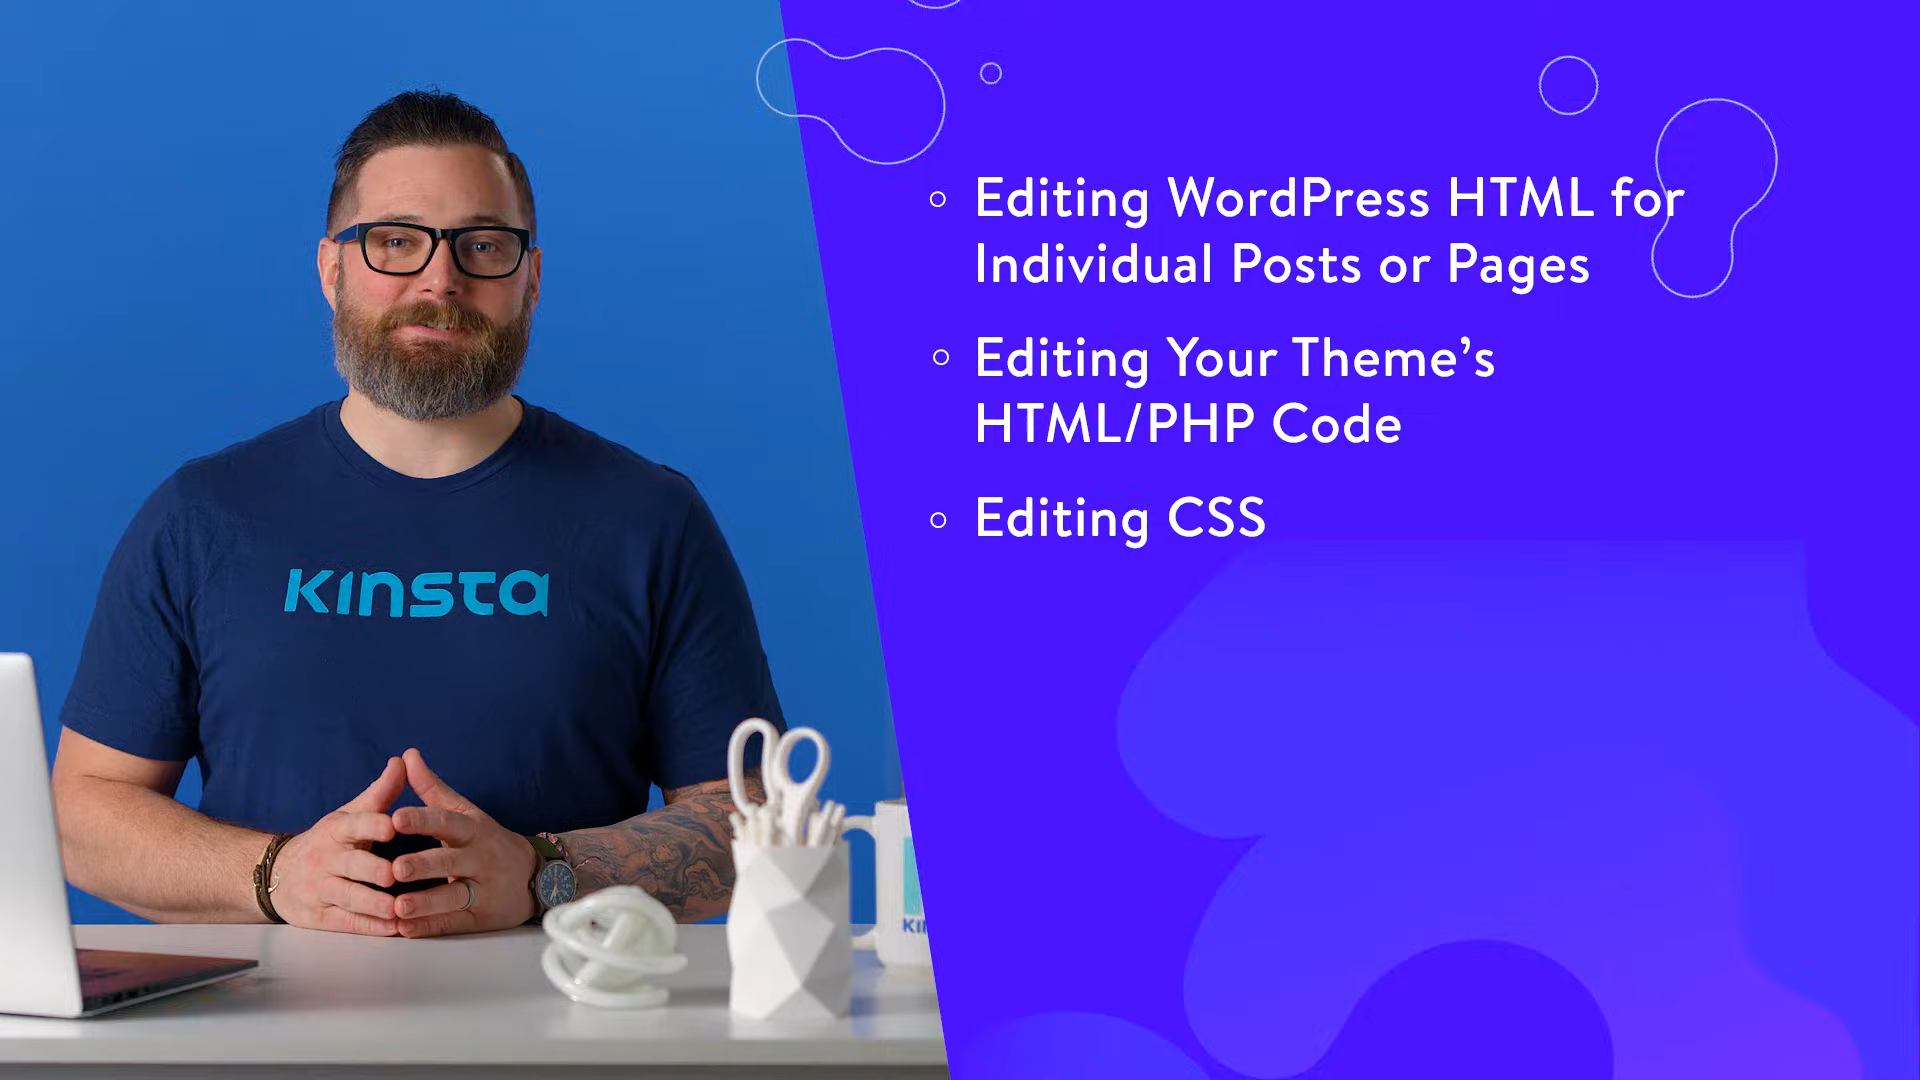 KINSTA
Editing WordPress HTML for
Individual Posts or Pages
Editing Your Theme’s
HTML/PHP Code
Editing CSS